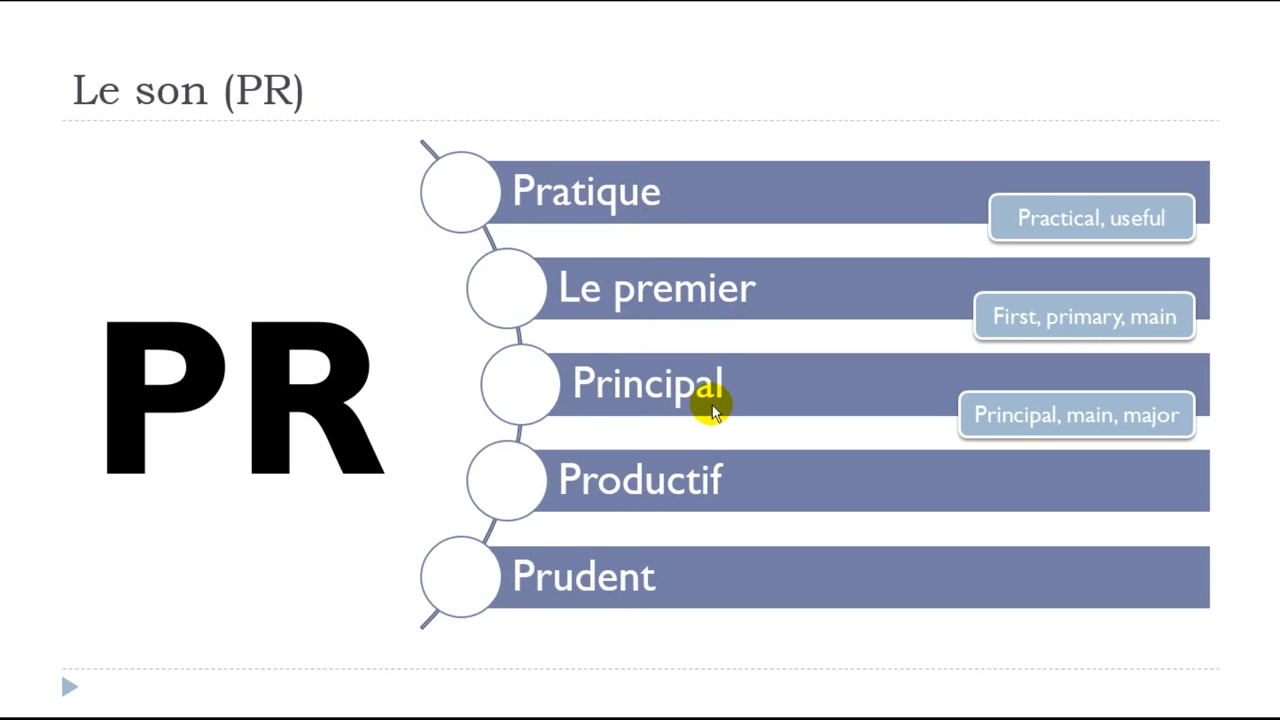 Le son (PR)
PR
Pratique
Practical, useful
Le premier
First, primary, main
Principal
Principal, main, major
Productif
Prudent